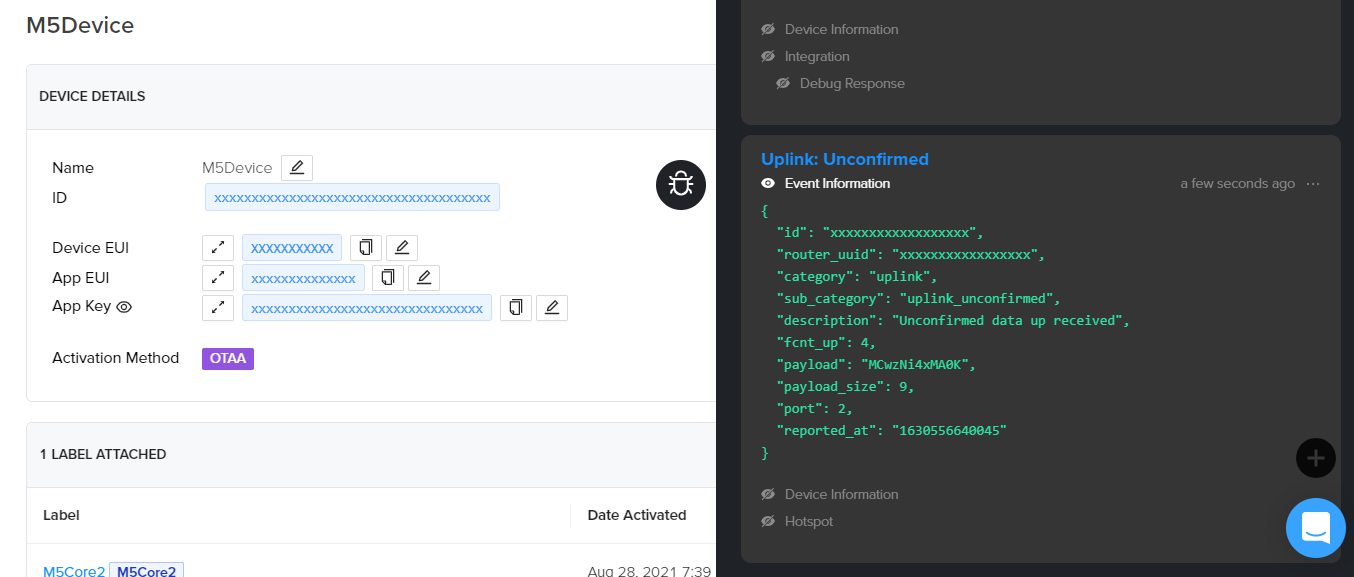 M5Device
DEVICE DETAILS
Name M5Device
ID xxxxxxxxxxxxxxxxxxxxxxxxxxxxxxxxxxxxx
Device EUI xxxxxxxxxxx
App EUI xxxxxxxxxxxxxx
App Key xxxxxxxxxxxxxxxxxxxxxxxxxxxxxxx
Activation Method OTAA
1 LABEL ATTACHED
Label Date Activated
M5Core2 M5Core2 Aug 28, 2021 7:39
Device Information
Integration
Debug Response
Uplink: Unconfirmed
Event Information a few seconds ago ...
{
"id": "xxxxxxxxxxxxxxxxxx",
"router_uuid": "xxxxxxxxxxxxxxxxx",
"category": "uplink",
"sub_category": "uplink_unconfirmed",
"description": "Unconfirmed data up received",
"fcnt_up": 4,
"payload": "MCwzNi4xMA0K",
"payload_size": 9,
"port": 2,
"reported_at": "1630556640045"
}
Device Information
Hotspot